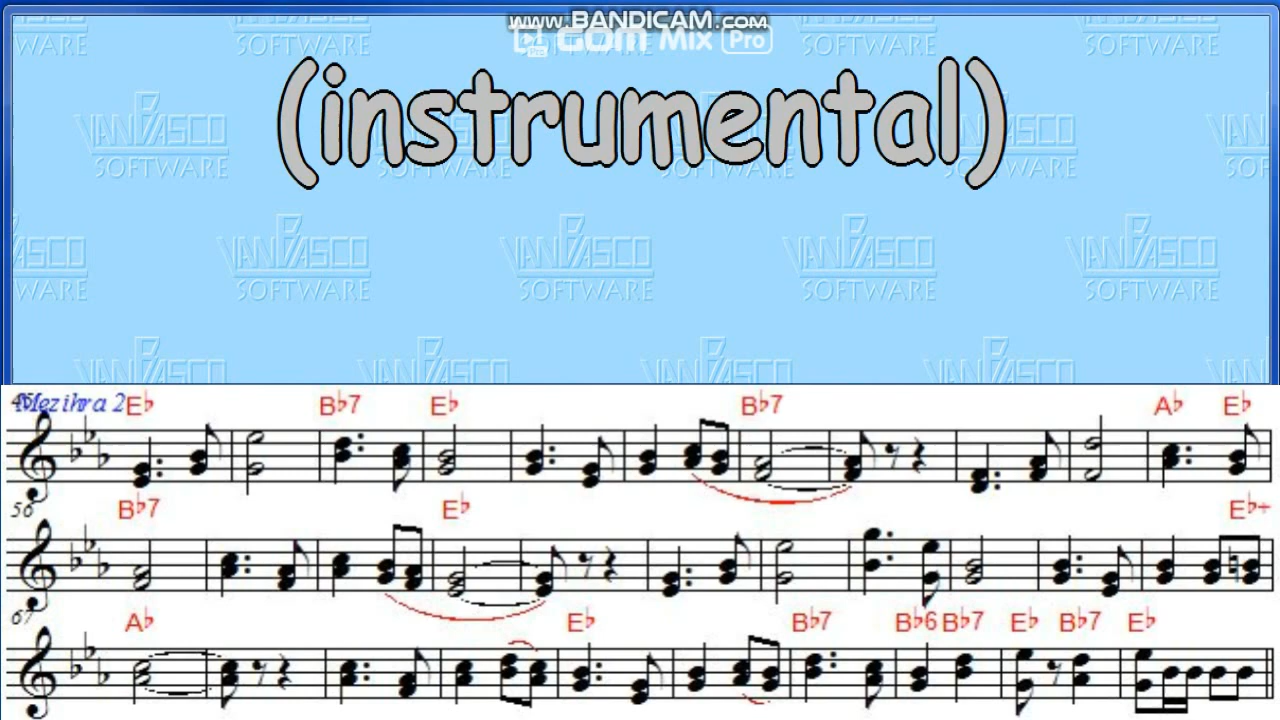 www.BANDICAM.com
GOM Mix Pro
(instrumental)
VANBASCO SOFTWARE
Mezihra 2 E♭ B♭7 E♭ B♭7 A♭ E♭
56
B♭7 E♭ E♭+
67
A♭ E♭ B♭7 B♭6 B♭7 E♭ B♭7 E♭